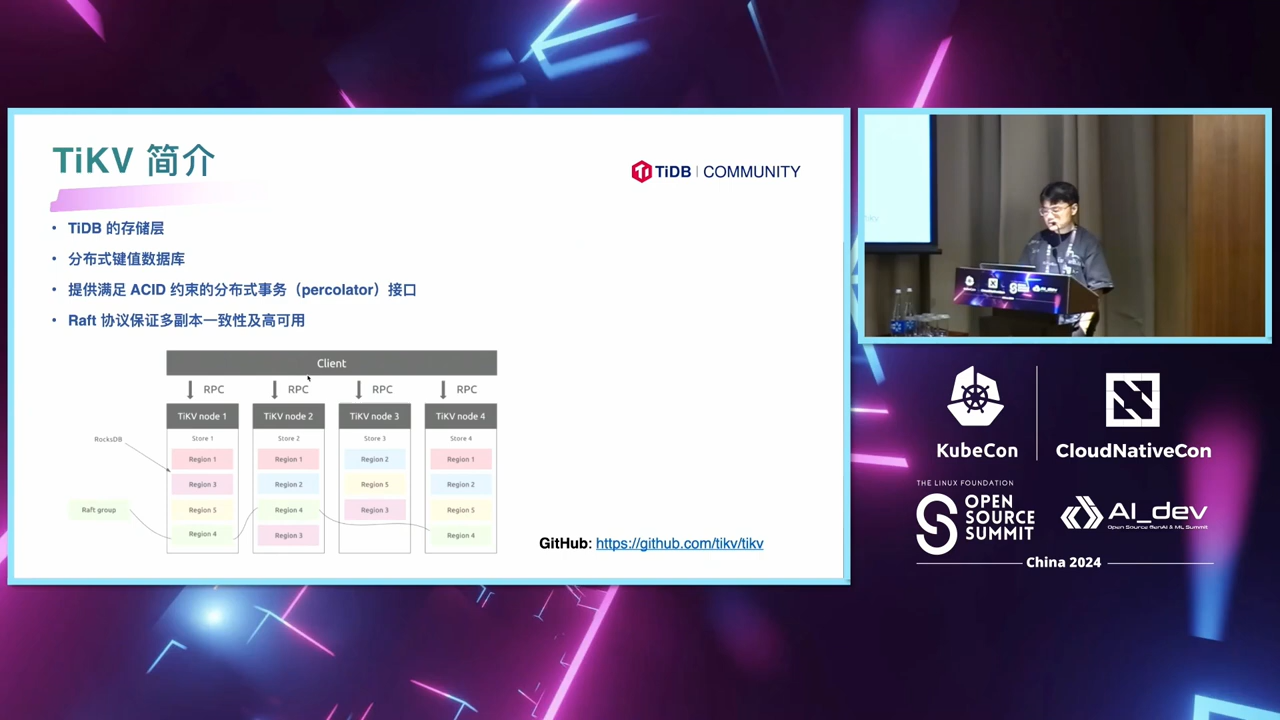 TiKV 简介
TiDB | COMMUNITY
• TiDB 的存储层
• 分布式键值数据库
• 提供满足 ACID 约束的分布式事务（percolator）接口
• Raft 协议保证多副本一致性及高可用
Client
RPC RPC RPC RPC
TiKV node 1 TiKV node 2 TiKV node 3 TiKV node 4
RocksDB
Store 1 Store 2 Store 3 Store 4
Region 1 Region 1 Region 2 Region 1
Region 3 Region 2 Region 5 Region 2
Raft group
Region 5 Region 4 Region 3 Region 5
Region 4 Region 3 Region 4
GitHub: https://github.com/tikv/tikv
KubeCon
CloudNativeCon
THE LINUX FOUNDATION
OPEN
SOURCE
SUMMIT
AI_dev
Open Source GenAI & ML Summit
China 2024